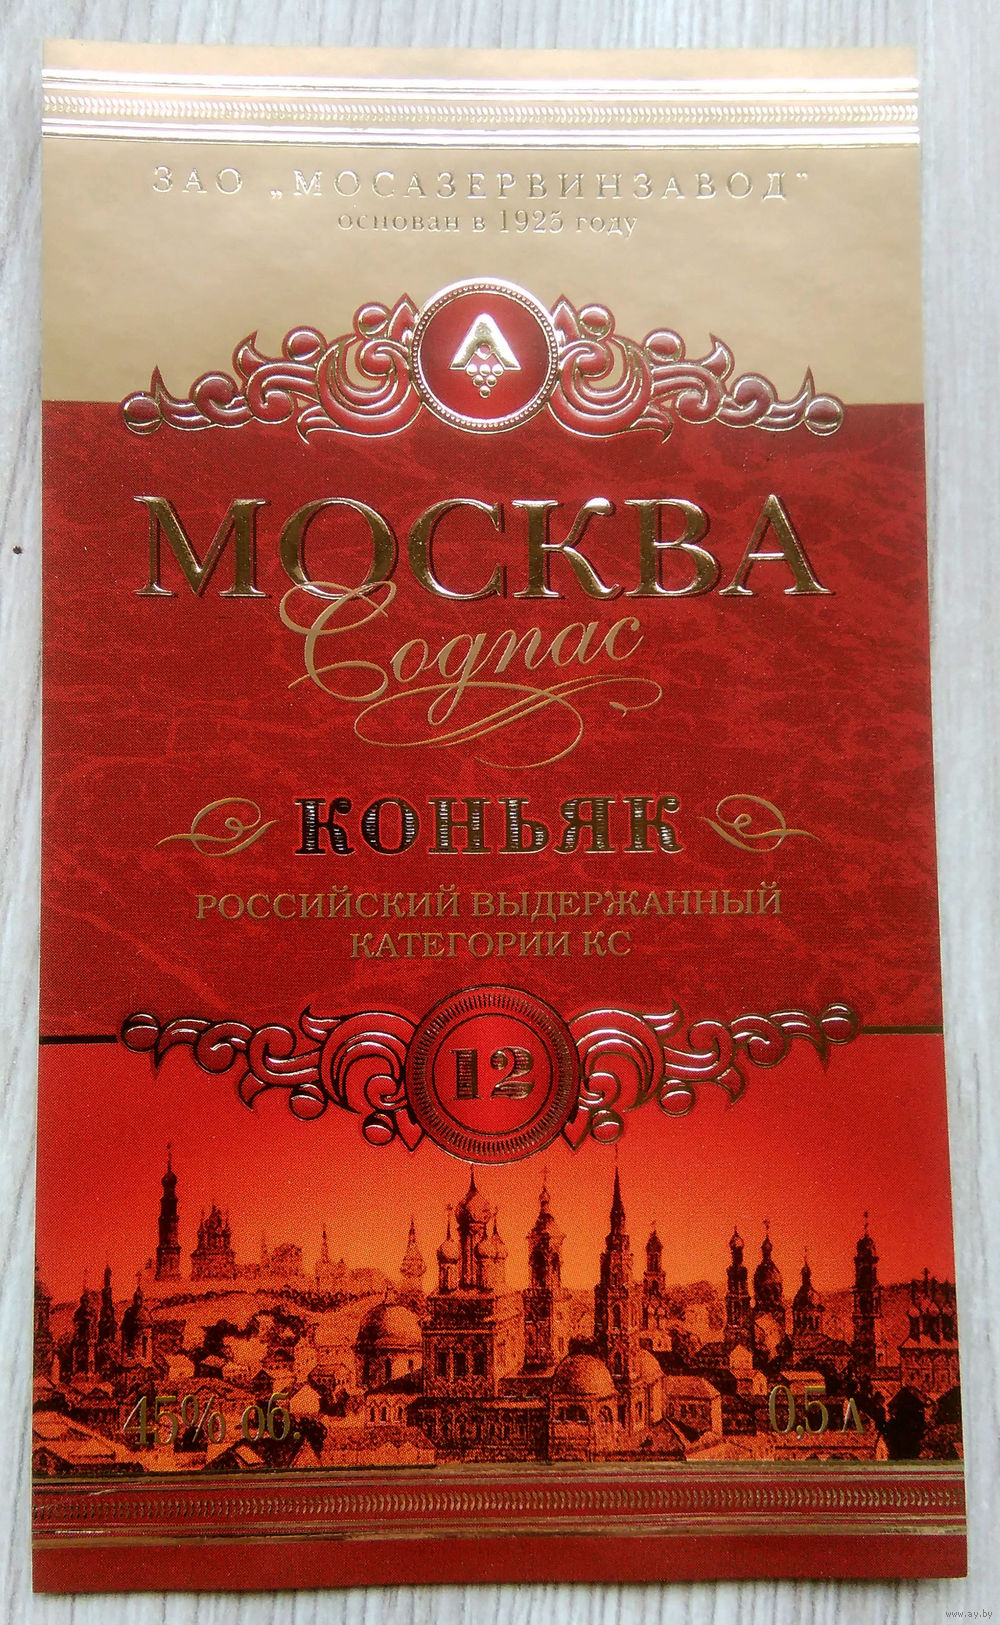 ЗАО „МОСАЗЕРВИНЗАВОД”
основан в 1925 году
МОСКВА
Cognac
КОНЬЯК
РОССИЙСКИЙ ВЫДЕРЖАННЫЙ
КАТЕГОРИИ КС
12
45% об. 0,5 л
www.ay.by